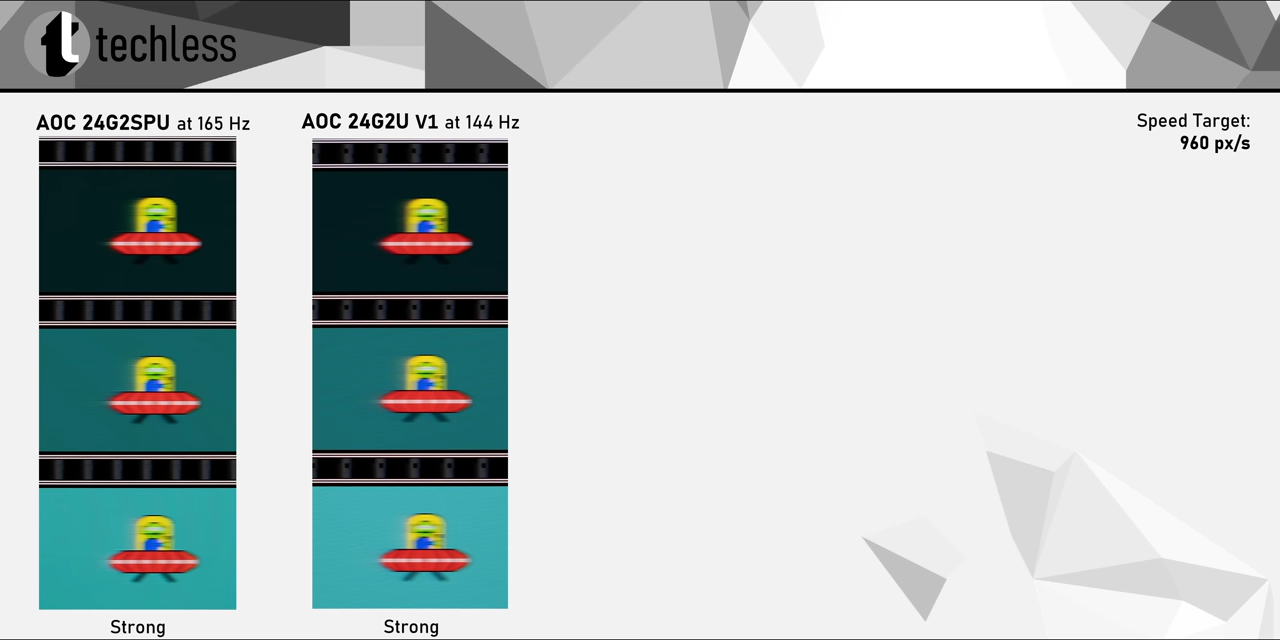 techless
AOC 24G2SPU at 165 Hz
AOC 24G2U V1 at 144 Hz
Speed Target:
960 px/s
Strong
Strong